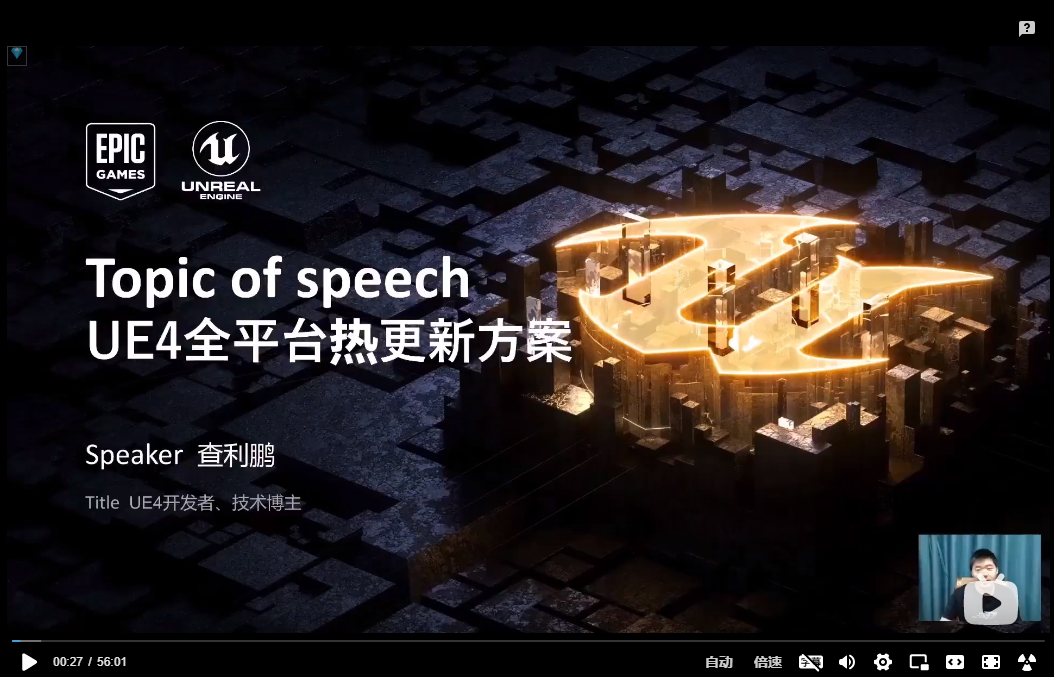 EPIC
GAMES
UNREAL
ENGINE
Topic of speech
UE4全平台热更新方案
Speaker 查利鹏
Title UE4开发者、技术博主
00:27 / 56:01
自动
倍速
字幕